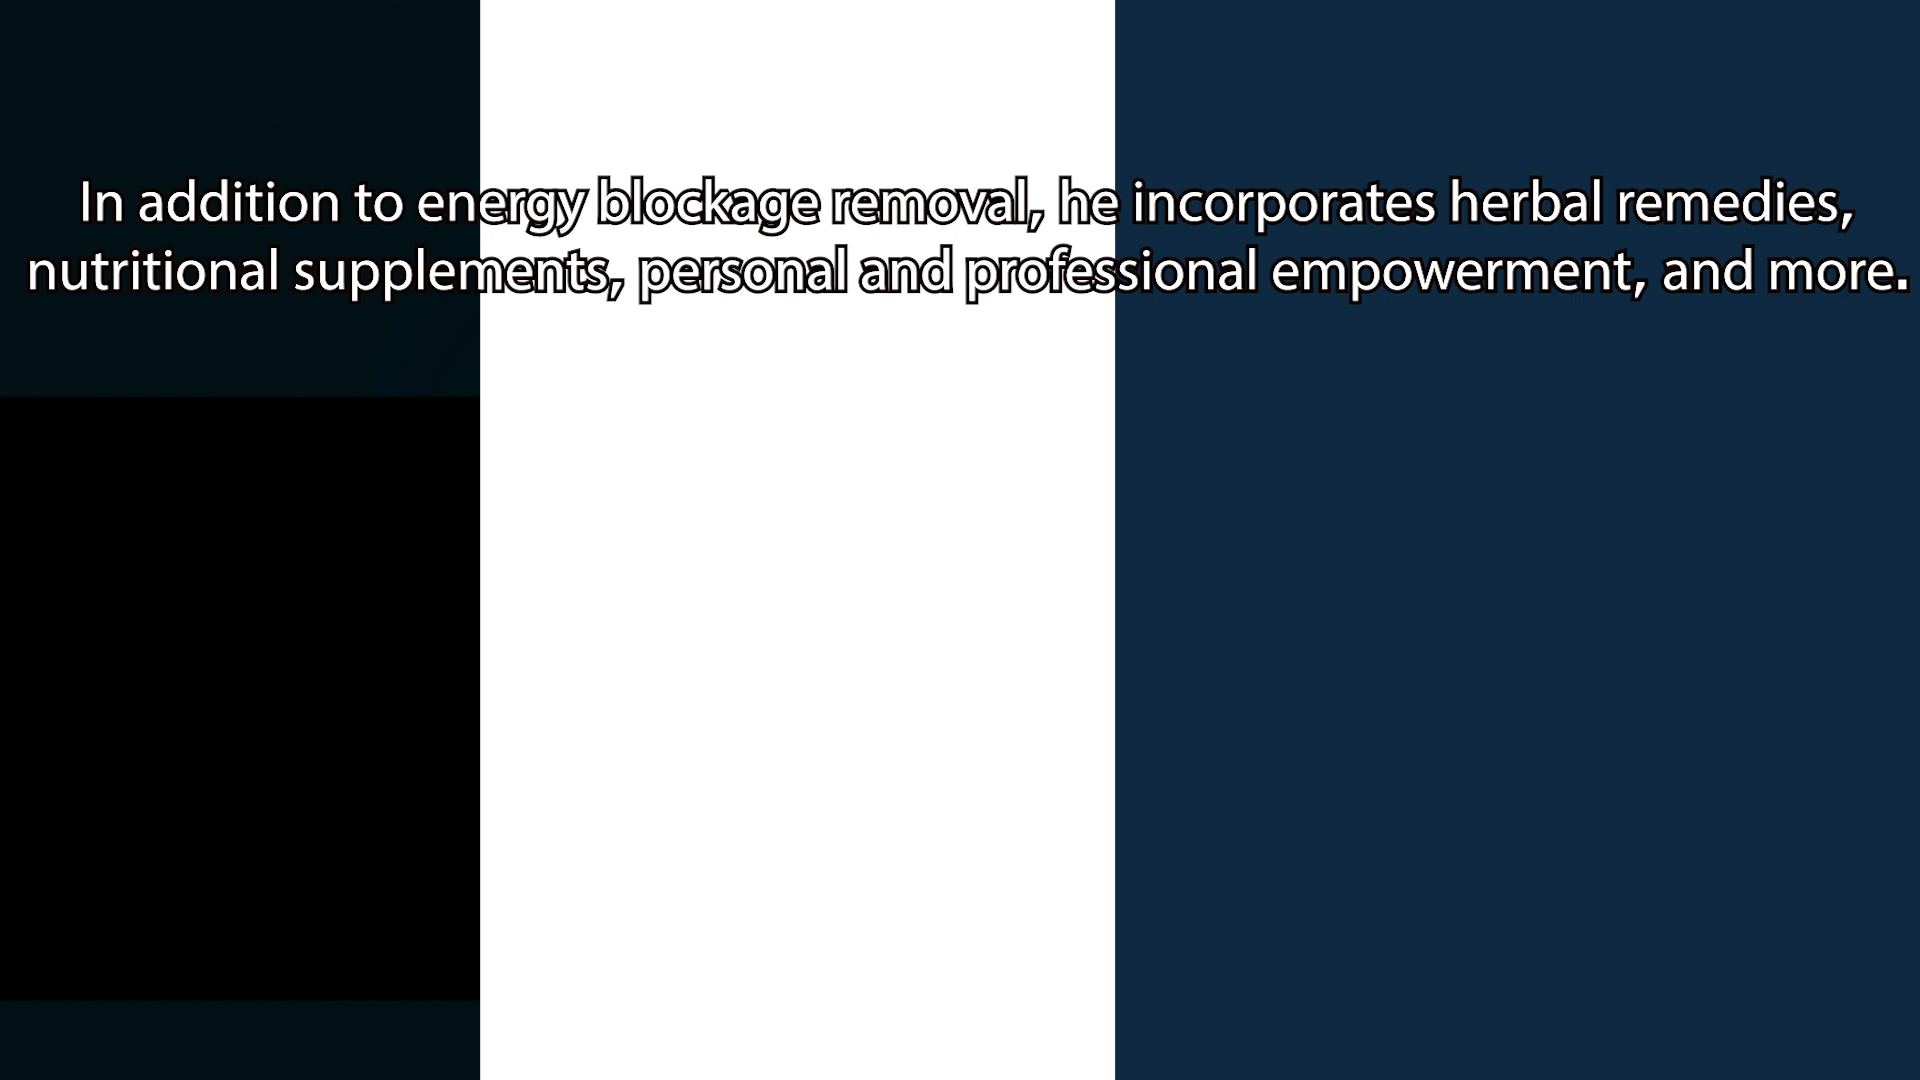 In addition to energy blockage removal, he incorporates herbal remedies,
nutritional supplements, personal and professional empowerment, and more.